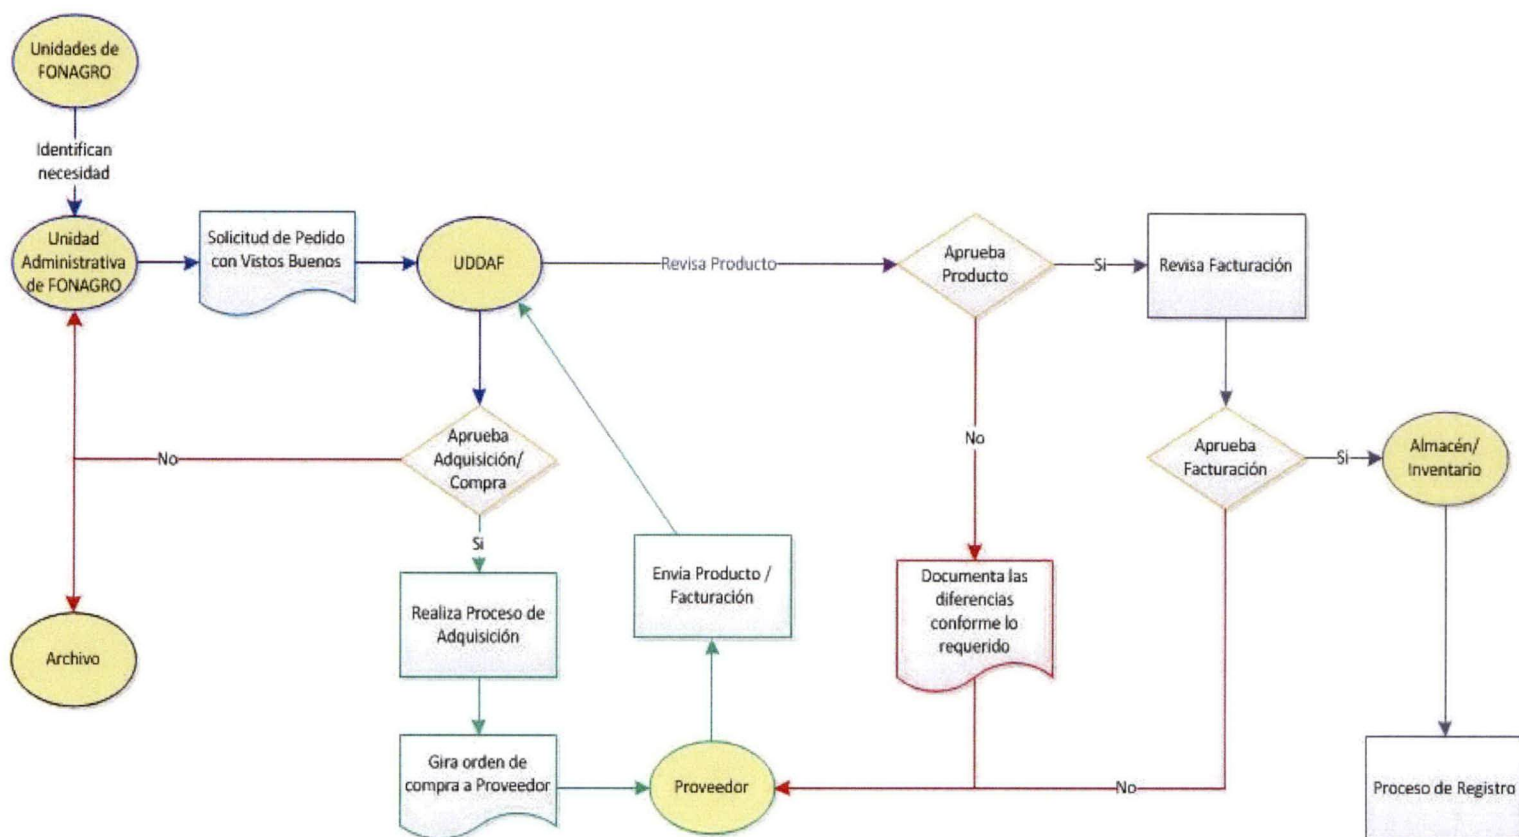 Unidades de
FONAGRO
Identifican
necesidad
Unidad
Administrativa
de FONAGRO
Solicitud de Pedido
con Vistos Buenos
UDDAF
Revisa Producto
Aprueba
Producto
Si
Revisa Facturación
Aprueba
Adquisición/
Compra
No
No
Aprueba
Facturación
Si
Almacén/
Inventario
Si
Realiza Proceso de
Adquisición
Envía Producto /
Facturación
Documenta las
diferencias
conforme lo
requerido
Archivo
Gira orden de
compra a Proveedor
Proveedor
No
Proceso de Registro